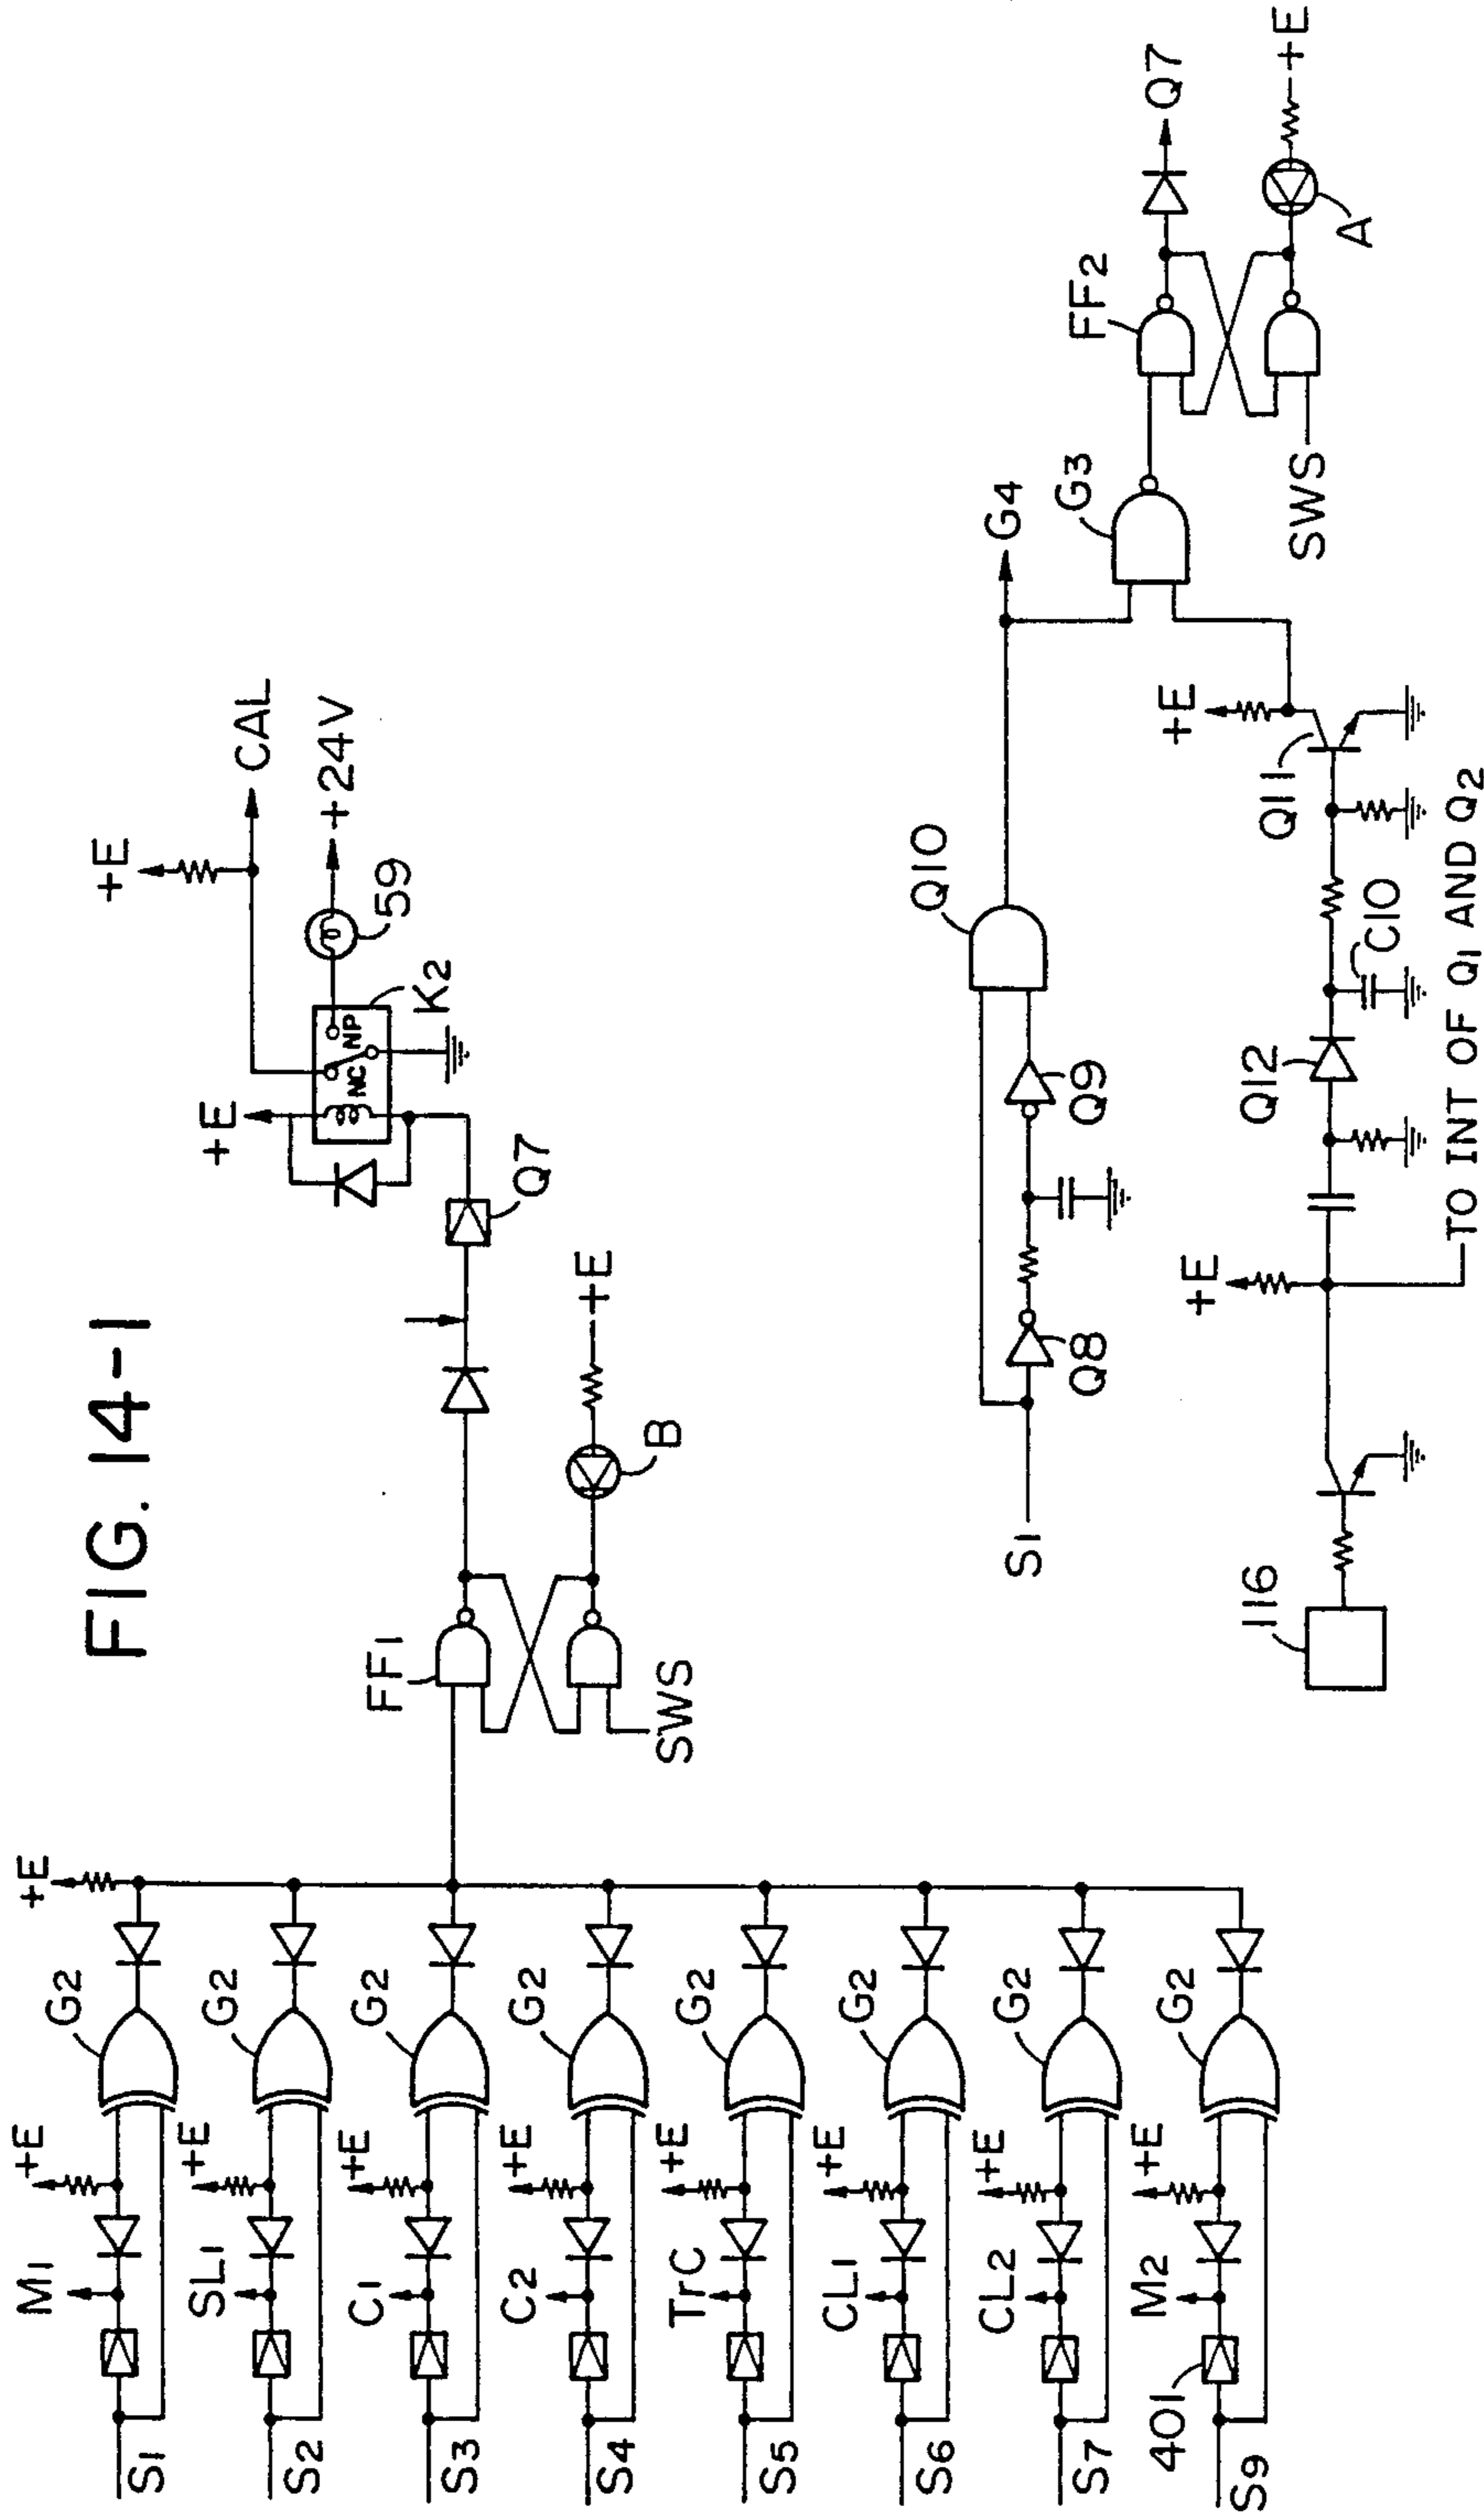 FIG. 14-1
+E
M1
+E
G2
S1
SL1
+E
G2
S2
C1
+E
G2
S3
C2
+E
G2
S4
TrC
+E
G2
S5
CL1
+E
G2
S6
CL2
+E
G2
S7
M2
+E
G2
401
S9
FF1
SWS
B
+E
Q7
+E
NC
NP
K2
59
+24V
+E
CAL
S1
Q8
Q9
Q10
G4
G3
FF2
Q7
SWS
A
+E
116
+E
Q12
C10
Q11
+E
TO INT OF Q1 AND Q2